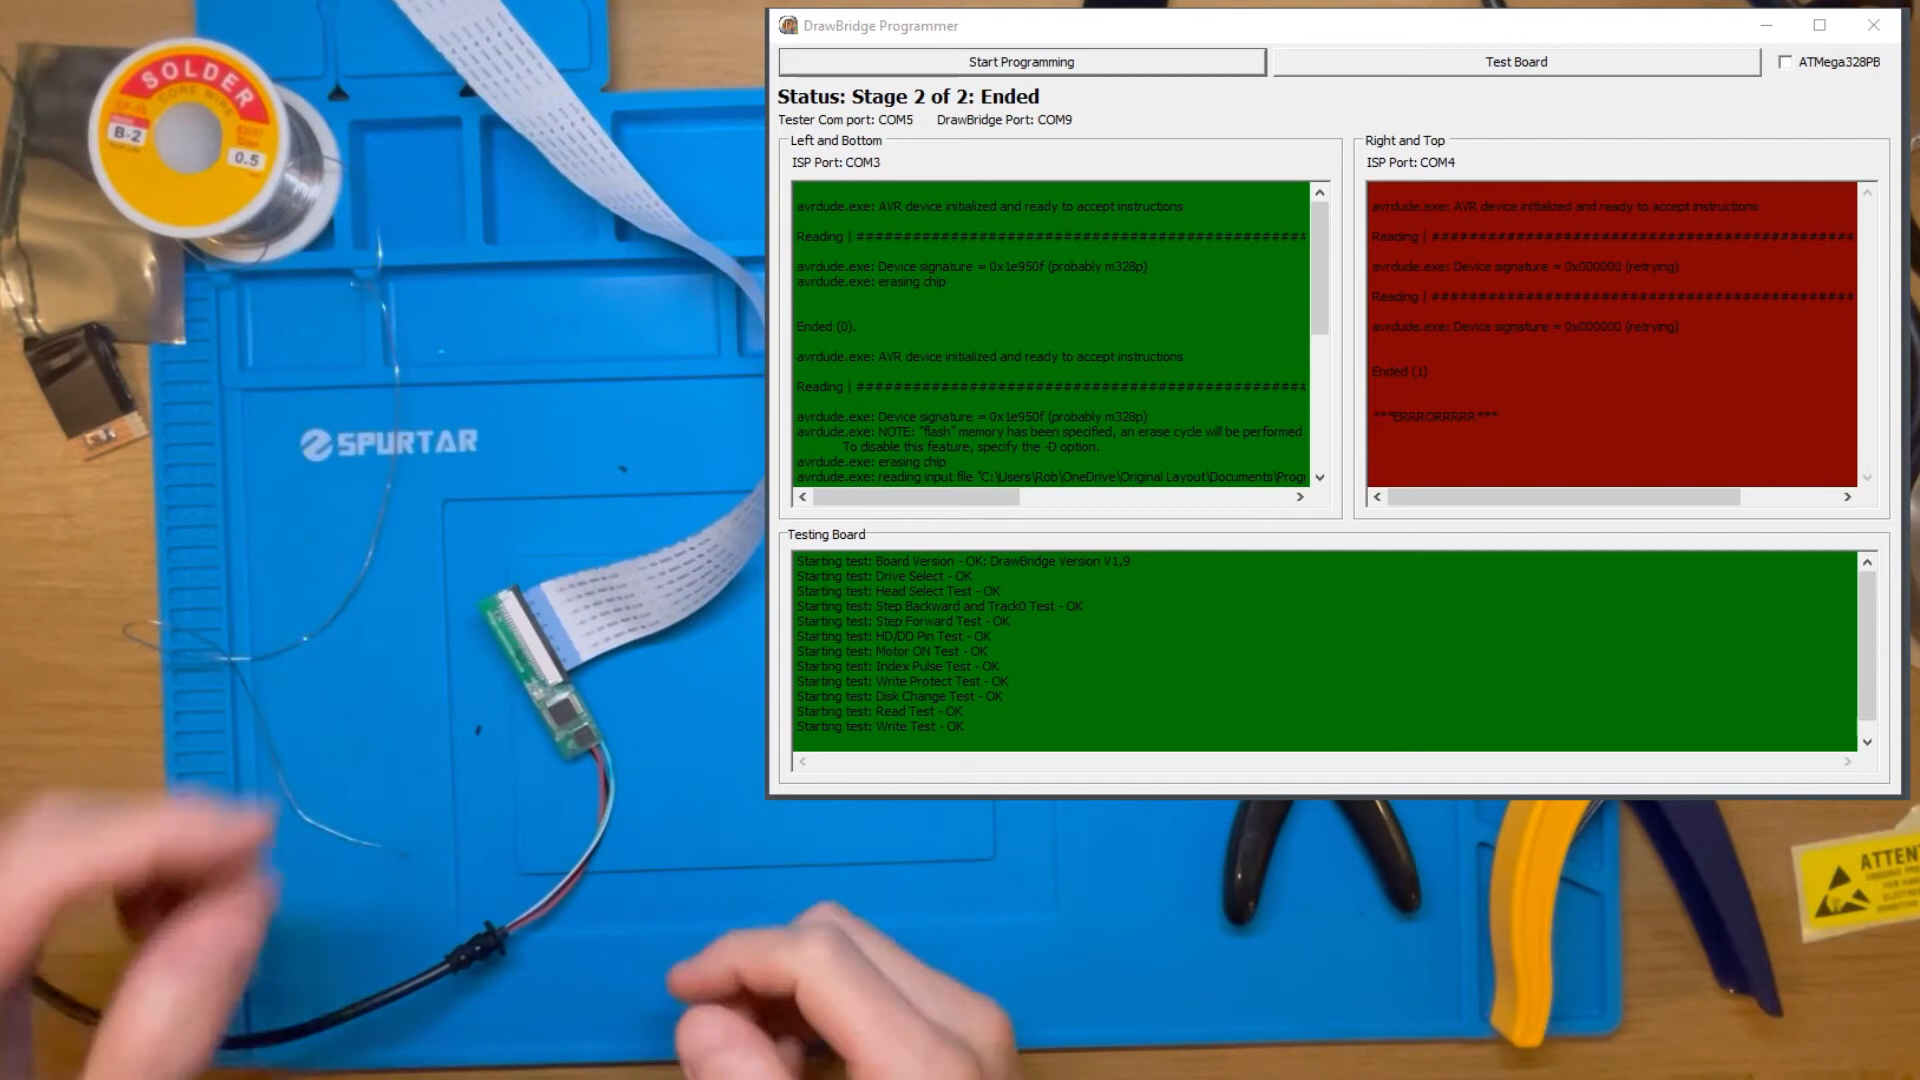 SOLDER
CORE WIRE
B-2
0.5
SPURTAR
DrawBridge Programmer
Start Programming
Test Board
ATMega328PB
Status: Stage 2 of 2: Ended
Tester Com port: COM5 DrawBridge Port: COM9
Left and Bottom
ISP Port: COM3
avrdude.exe: AVR device initialized and ready to accept instructions
Reading | ################################################
avrdude.exe: Device signature = 0x1e950f (probably m328p)
avrdude.exe: erasing chip
Ended (0).
avrdude.exe: AVR device initialized and ready to accept instructions
Reading | ################################################
avrdude.exe: Device signature = 0x1e950f (probably m328p)
avrdude.exe: NOTE: "flash" memory has been specified, an erase cycle will be performed
To disable this feature, specify the -D option.
avrdude.exe: erasing chip
avrdude.exe: reading input file "C:\Users\Rob\OneDrive\Original Layout\Documents\Progr
Right and Top
ISP Port: COM4
avrdude.exe: AVR device initialized and ready to accept instructions
Reading | #############################################
avrdude.exe: Device signature = 0x000000 (retrying)
Reading | #############################################
avrdude.exe: Device signature = 0x000000 (retrying)
Ended (1)
***ERRRORRRRR***
Testing Board
Starting test: Board Version - OK: DrawBridge Version V1,9
Starting test: Drive Select - OK
Starting test: Head Select Test - OK
Starting test: Step Backward and Track0 Test - OK
Starting test: Step Forward Test - OK
Starting test: HD/DD Pin Test - OK
Starting test: Motor ON Test - OK
Starting test: Index Pulse Test - OK
Starting test: Write Protect Test - OK
Starting test: Disk Change Test - OK
Starting test: Read Test - OK
Starting test: Write Test - OK
ATTEN